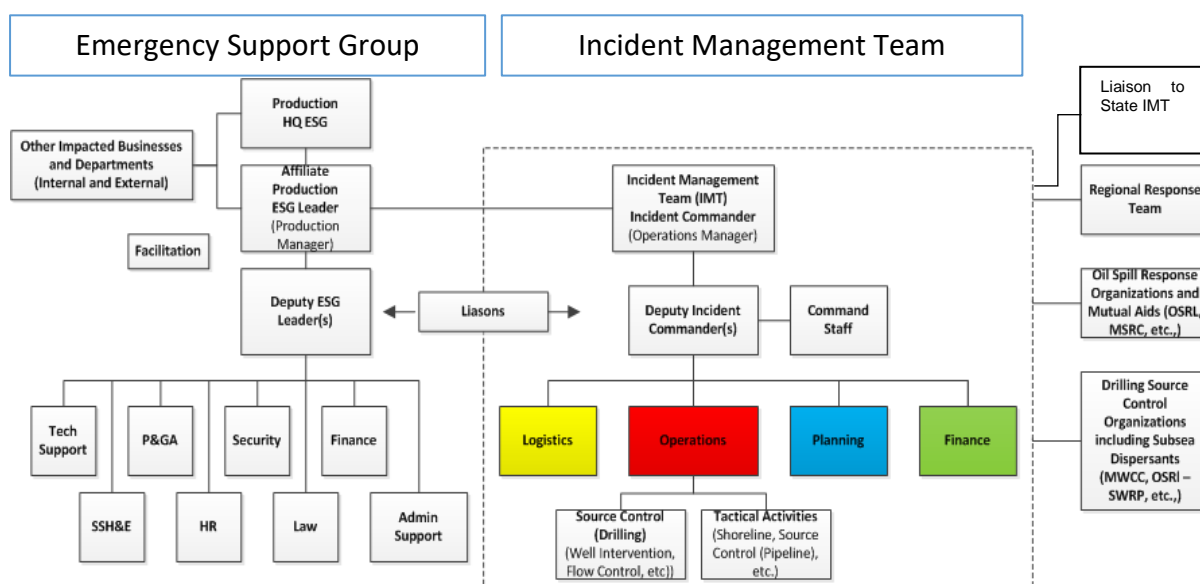 Emergency Support Group
Incident Management Team
Production
HQ ESG
Other Impacted Businesses
and Departments
(Internal and External)
Affiliate
Production
ESG Leader
(Production
Manager)
Facilitation
Deputy ESG
Leader(s)
Liasons
Tech
Support
P&GA
Security
Finance
SSH&E
HR
Law
Admin
Support
Incident Management
Team (IMT)
Incident Commander
(Operations Manager)
Deputy Incident
Commander(s)
Command
Staff
Logistics
Operations
Planning
Finance
Source Control
(Drilling)
(Well Intervention,
Flow Control, etc))
Tactical Activities
(Shoreline, Source
Control (Pipeline),
etc.)
Liaison to
State IMT
Regional Response
Team
Oil Spill Response
Organizations and
Mutual Aids (OSRL,
MSRC, etc.,)
Drilling Source
Control
Organizations
including Subsea
Dispersants
(MWCC, OSRl –
SWRP, etc.,)